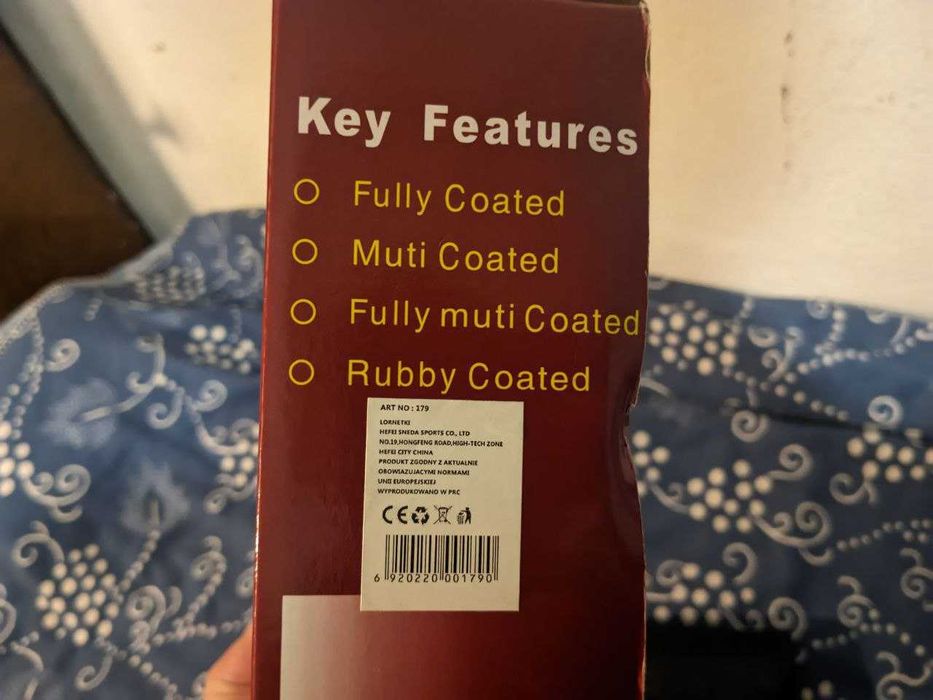 Key Features
Fully Coated
Muti Coated
Fully muti Coated
Rubby Coated
ART NO : 179
LORNETKI
HEFEI SNEDA SPORTS CO., LTD
NO.19,HONGFENG ROAD,HIGH-TECH ZONE
HEFEI CITY CHINA
PRODUKT ZGODNY Z AKTUALNIE
OBOWIAZUJACYMI NORMAMI
UNII EUROPEJSKIEJ
WYPRODUKOWANO W PRC
CE
6 920220 001790